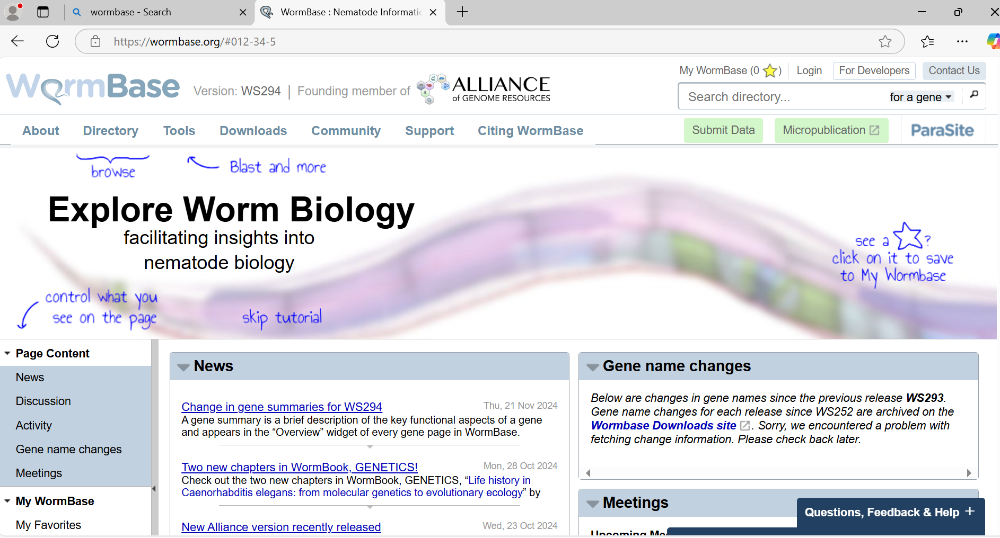 wormbase - Search
WormBase : Nematode Informatic
https://wormbase.org/#012-34-5
WormBase
Version: WS294 | Founding member of
ALLIANCE
of GENOME RESOURCES
My WormBase (0 )
Login
For Developers
Contact Us
Search directory...
for a gene
About
Directory
Tools
Downloads
Community
Support
Citing WormBase
Submit Data
Micropublication
ParaSite
browse
Blast and more
Explore Worm Biology
facilitating insights into
nematode biology
see a ?
click on it to save
to My Wormbase
control what you
see on the page
skip tutorial
Page Content
News
Discussion
Activity
Gene name changes
Meetings
My WormBase
My Favorites
News
Change in gene summaries for WS294
Thu, 21 Nov 2024
A gene summary is a brief description of the key functional aspects of a gene
and appears in the “Overview” widget of every gene page in WormBase.
Two new chapters in WormBook, GENETICS!
Mon, 28 Oct 2024
Check out the two new chapters in WormBook, GENETICS, “Life history in
Caenorhabditis elegans: from molecular genetics to evolutionary ecology” by
New Alliance version recently released
Wed, 23 Oct 2024
Gene name changes
Below are changes in gene names since the previous release WS293.
Gene name changes for each release since WS252 are archived on the
Wormbase Downloads site . Sorry, we encountered a problem with
fetching change information. Please check back later.
Meetings
Upcoming
Questions, Feedback & Help +